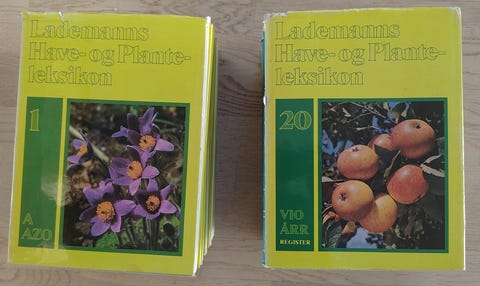 Lademanns
Have- og Plante-
leksikon
1
A
AZO
Lademanns
Have- og Plante-
leksikon
20
VIO
ÅRR
REGISTER